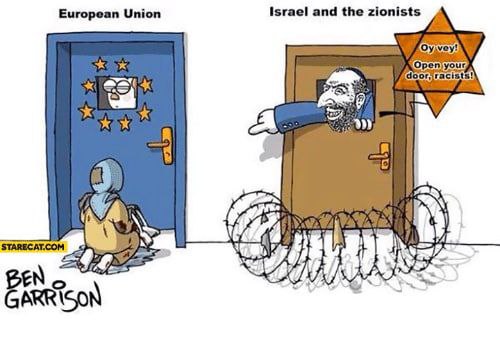 European Union
Israel and the zionists
Oy vey!
Open your
door, racists!
STARECAT.COM
BEN
GARRISON